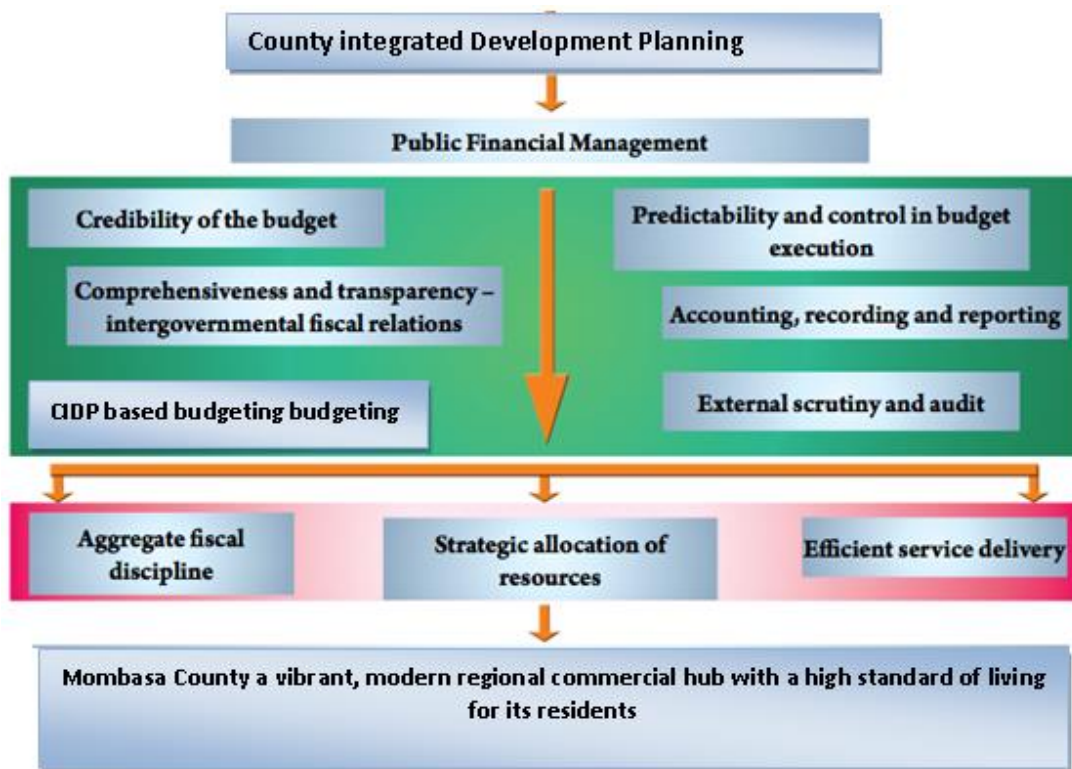 County integrated Development Planning
Public Financial Management
Credibility of the budget
Comprehensiveness and transparency –
intergovernmental fiscal relations
CIDP based budgeting budgeting
Predictability and control in budget
execution
Accounting, recording and reporting
External scrutiny and audit
Aggregate fiscal
discipline
Strategic allocation of
resources
Efficient service delivery
Mombasa County a vibrant, modern regional commercial hub with a high standard of living
for its residents